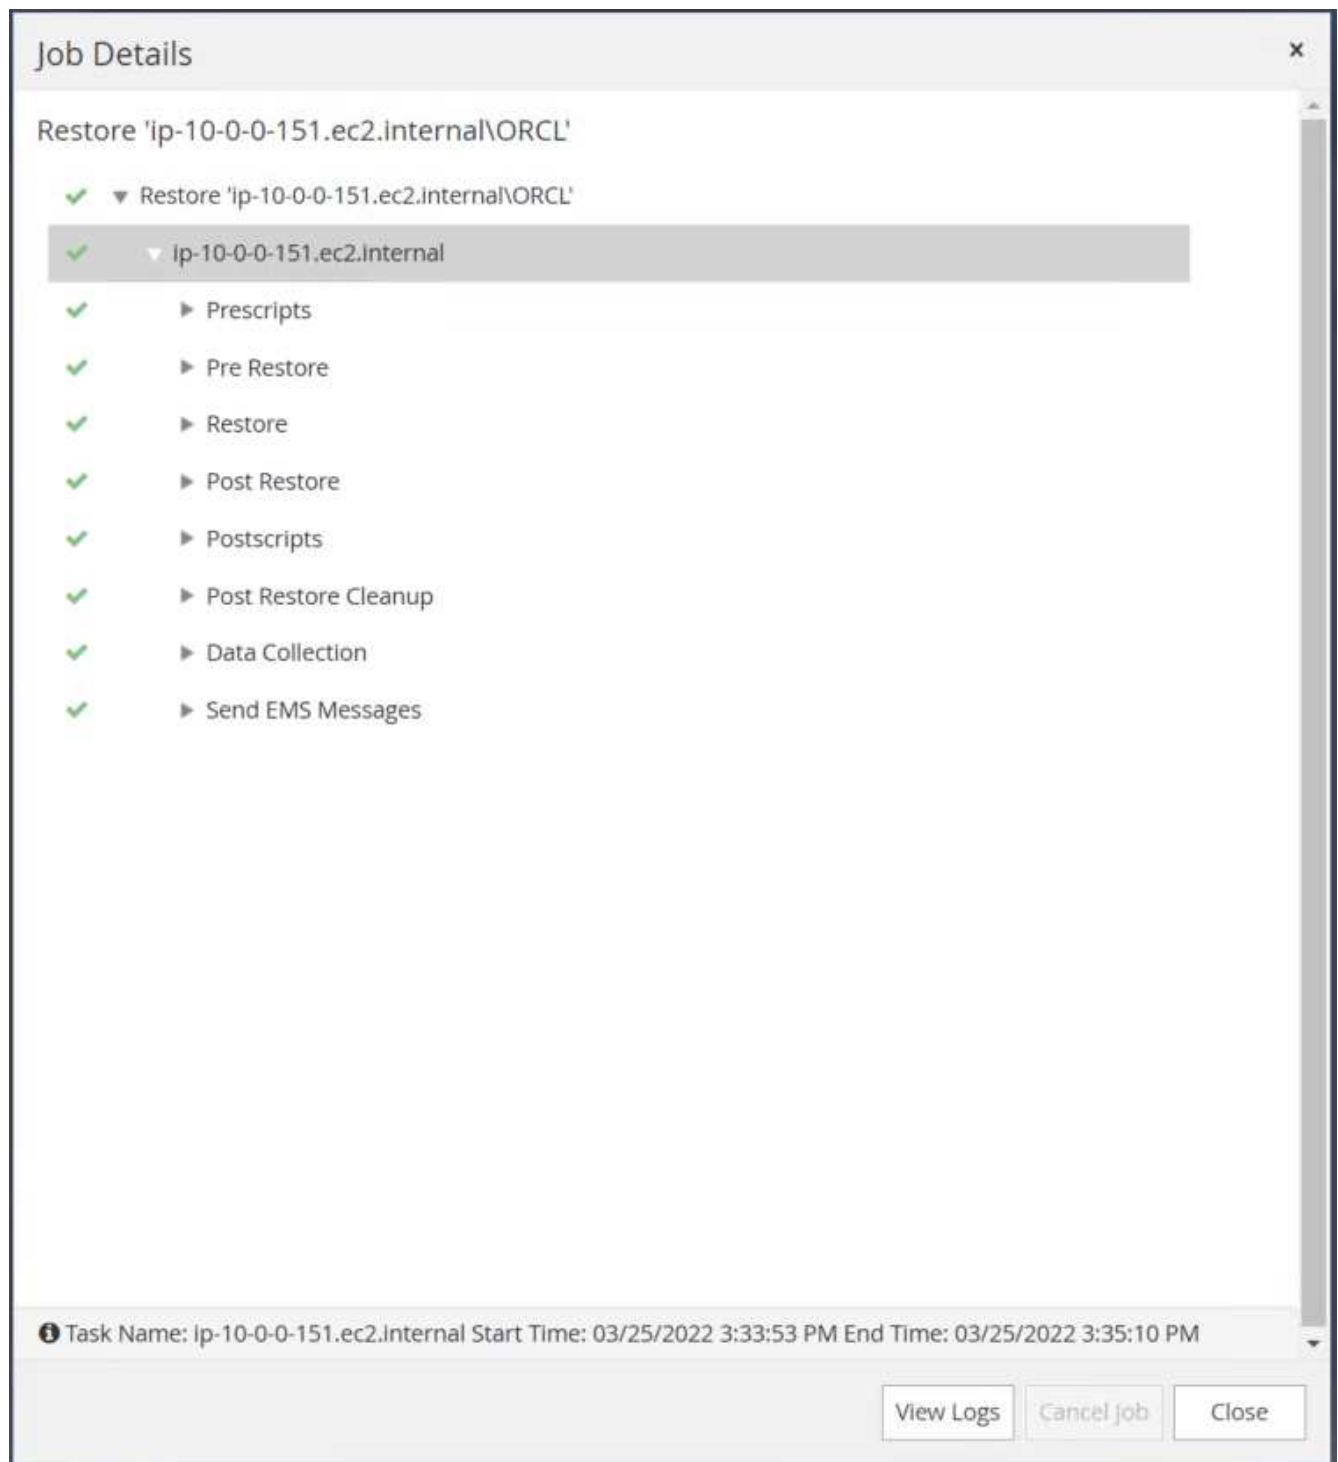 Job Details
×
Restore 'ip-10-0-0-151.ec2.internal\ORCL'
Restore 'ip-10-0-0-151.ec2.internal\ORCL'
ip-10-0-0-151.ec2.internal
Prescripts
Pre Restore
Restore
Post Restore
Postscripts
Post Restore Cleanup
Data Collection
Send EMS Messages
Task Name: ip-10-0-0-151.ec2.internal Start Time: 03/25/2022 3:33:53 PM End Time: 03/25/2022 3:35:10 PM
View Logs Cancel Job Close